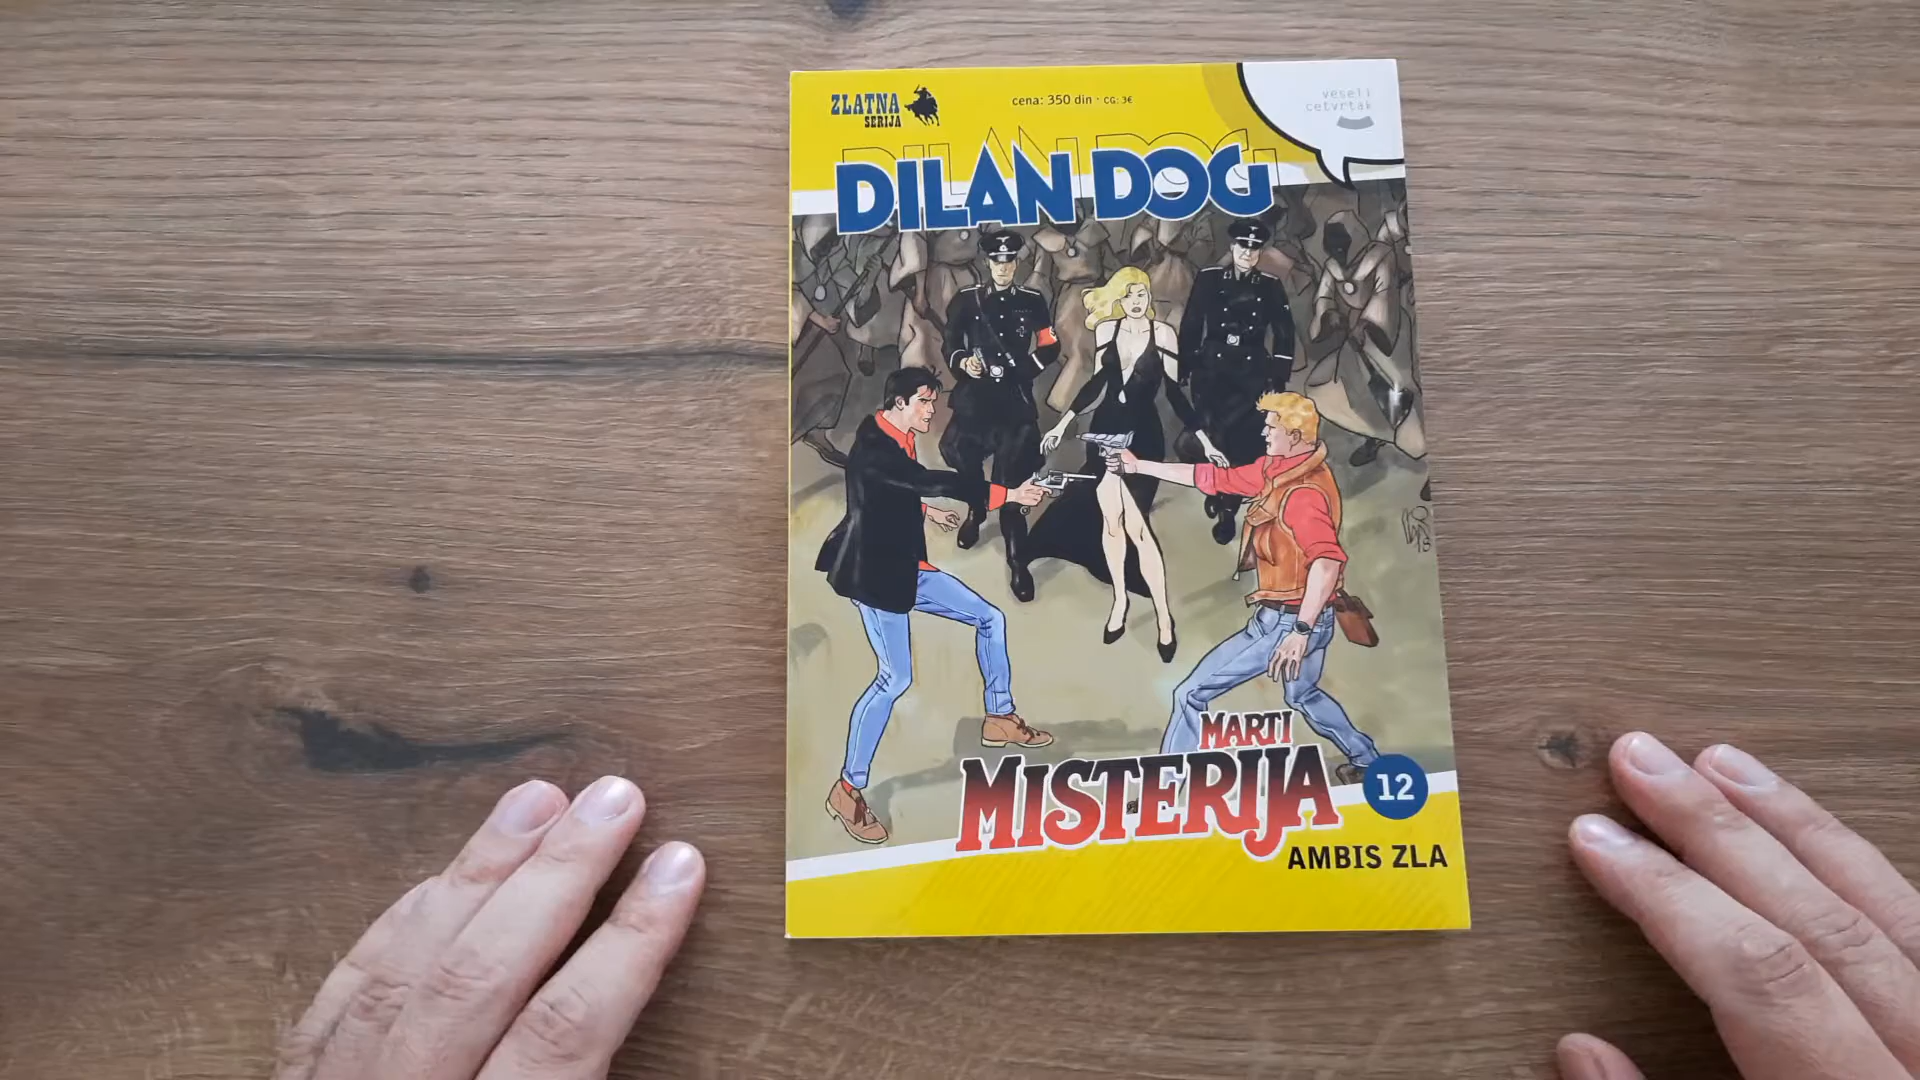 ZLATNA
SERIJA
cena: 350 din · CG: 3€
veseli
četvrtak
DILAN DOG
MARTI
MISTERIJA
12
AMBIS ZLA